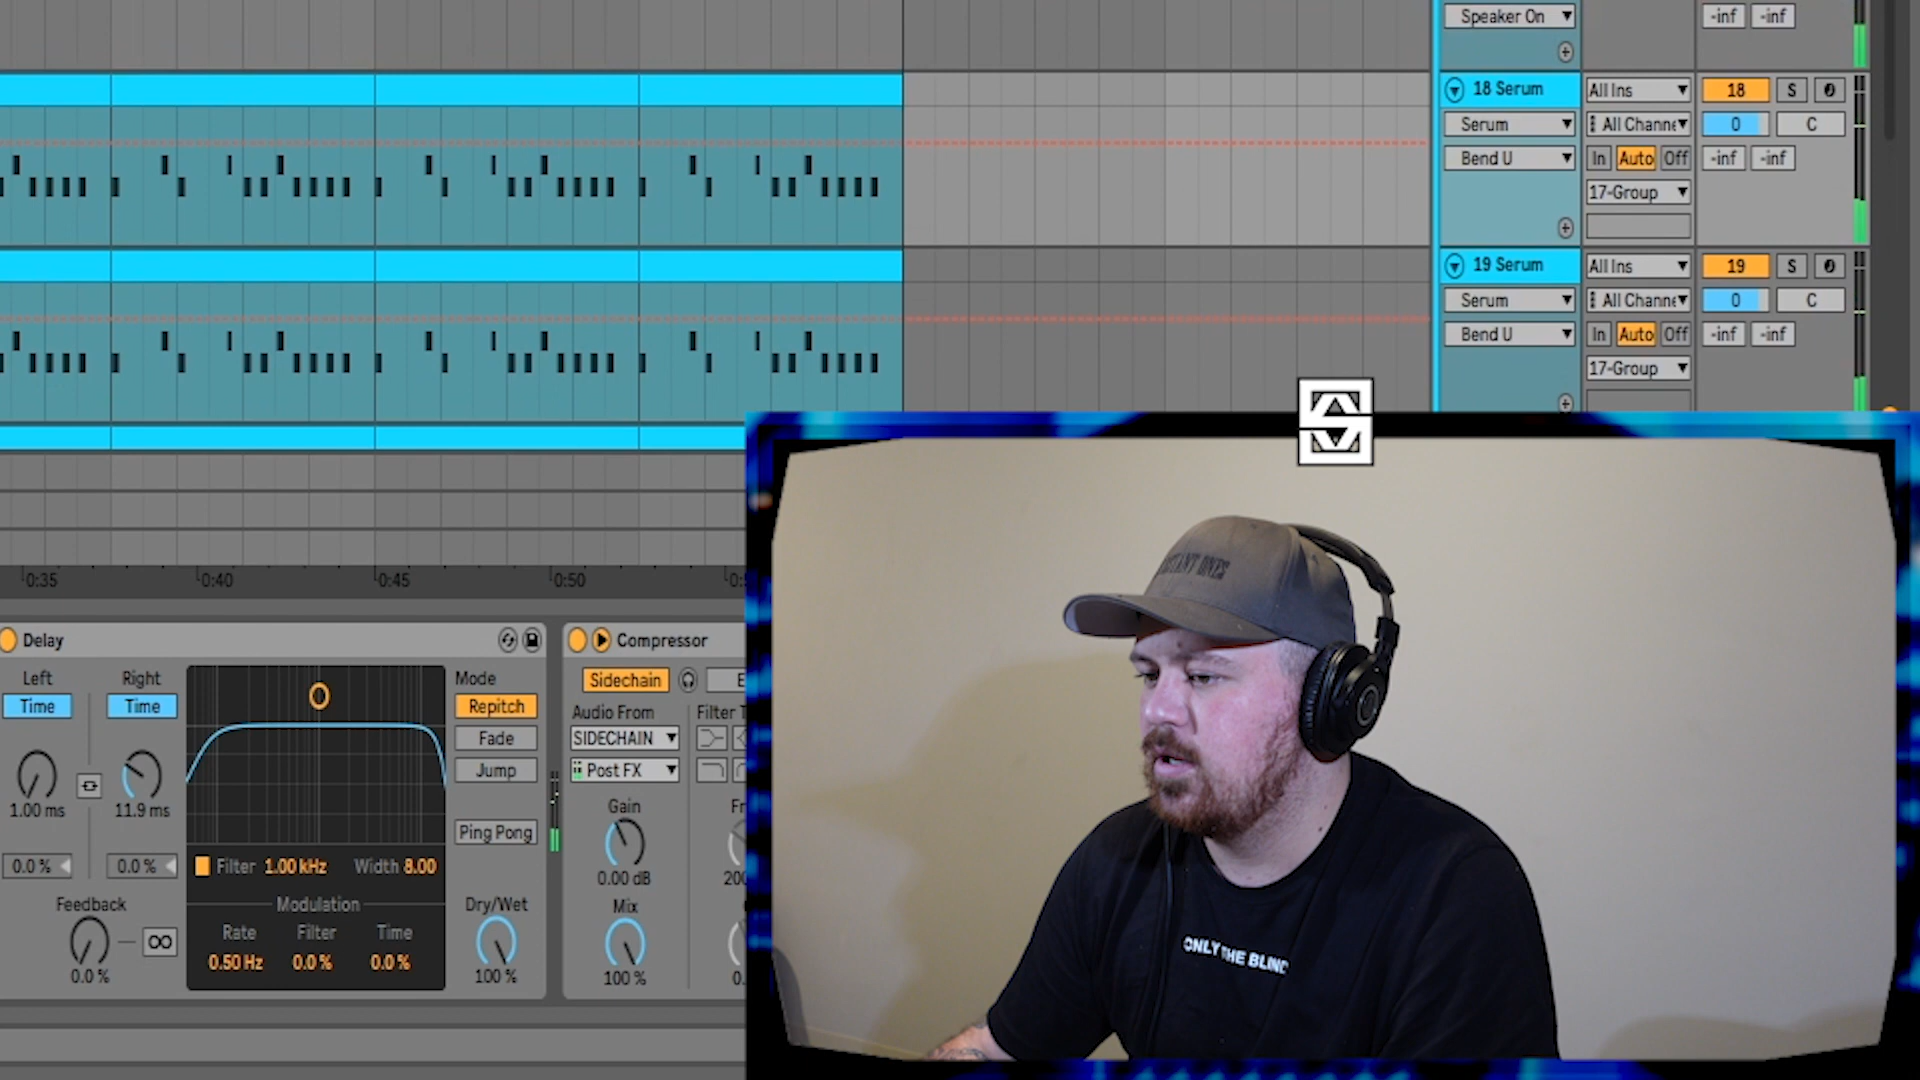 Speaker On
-inf -inf
18 Serum All Ins 18 S
Serum All Channe 0 C
Bend U In Auto Off -inf -inf
17-Group
19 Serum All Ins 19 S
Serum All Channe 0 C
Bend U In Auto Off -inf -inf
17-Group
0:35 0:40 0:45 0:50
Delay
Left Right
Time Time
1.00 ms 11.9 ms
0.0 % 0.0 %
Feedback
0.0 %
Filter 1.00 kHz Width 8.00
Modulation
Rate Filter Time
0.50 Hz 0.0 % 0.0 %
Mode
Repitch
Fade
Jump
Ping Pong
Dry/Wet
100 %
Compressor
Sidechain
Audio From Filter T
SIDECHAIN
Post FX
Gain Fr
0.00 dB 200
Mix
100 % 0.
STANT ONES
ONLY THE BLIND